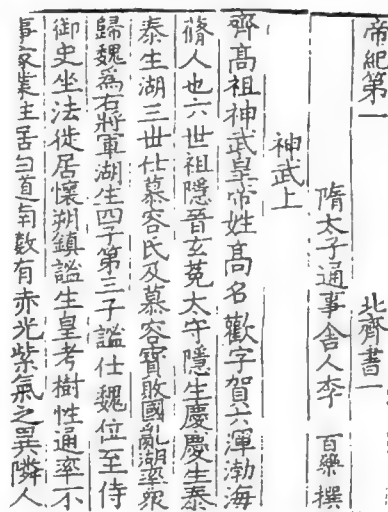 帝紀第一 北齊書一
隋太子通事舍人李 百藥 撰
神武上
齊髙祖神武皇帝姓髙名歡字賀六渾渤海
蓨人也六世祖隱晉玄菟太守隱生慶慶生泰
泰生湖三世仕慕容氏及慕容寳敗國亂湖率衆
歸魏爲右將軍湖生四子第三子謐仕魏位至侍
御史坐法徙居懷朔鎮謐生皇考樹性通率不
事家業住居白道南數有赤光紫氣之異隣人